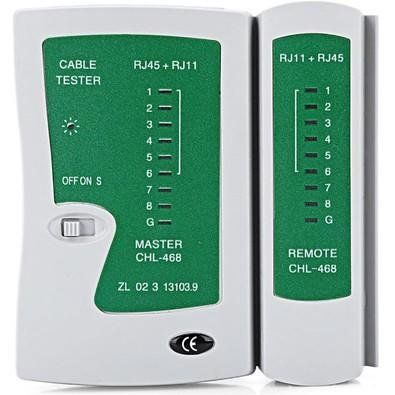 CABLE
TESTER
RJ45 + RJ11
1
2
3
4
5
6
7
8
G
OFF ON S
MASTER
CHL-468
ZL 02 3 13103.9
CE
RJ11 + RJ45
1
2
3
4
5
6
7
8
G
REMOTE
CHL-468